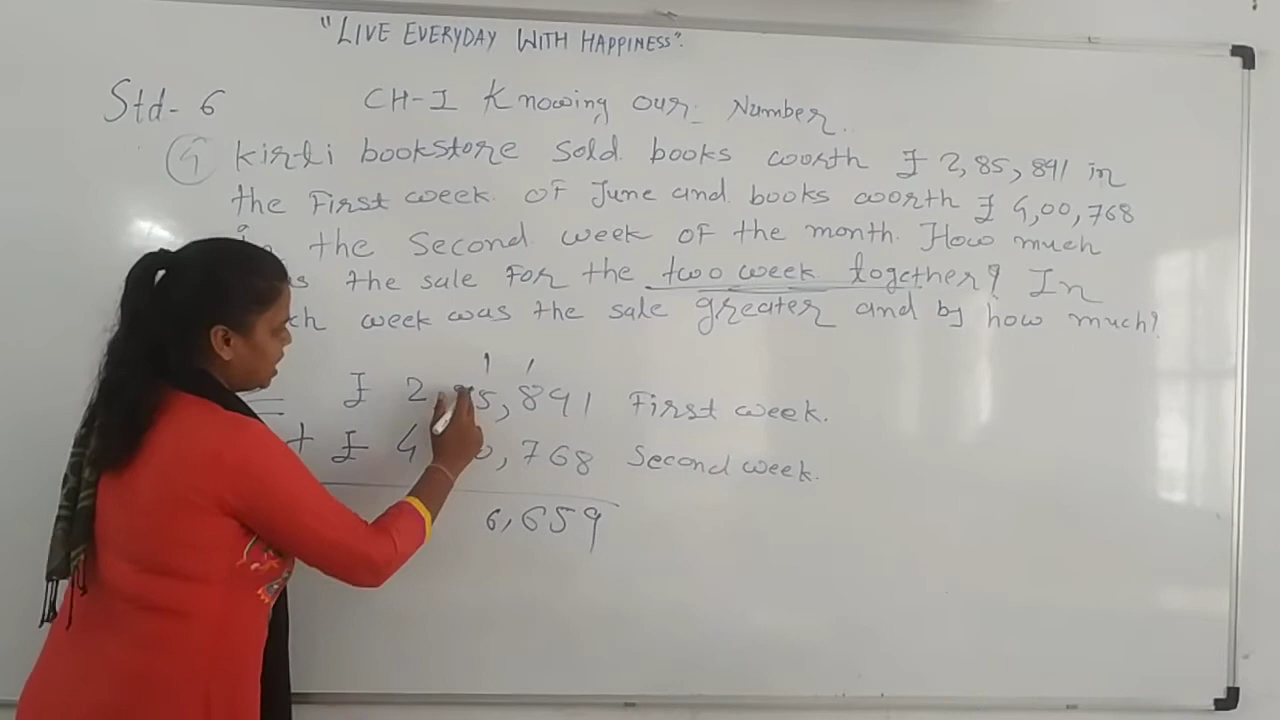 "LIVE EVERYDAY WITH HAPPINESS".
Std- 6 CH-I Knowing our Number.
4 Kirti bookstore sold books worth ₹ 2,85,891 in
the First week of June and books worth ₹ 4,00,768
in the Second week of the month. How much
the sale for the two week together? In
week was the sale greater and by how much?
1 1
= ₹ 2,85,891 First week.
+ ₹ 4 0,768 Second week.
6,659